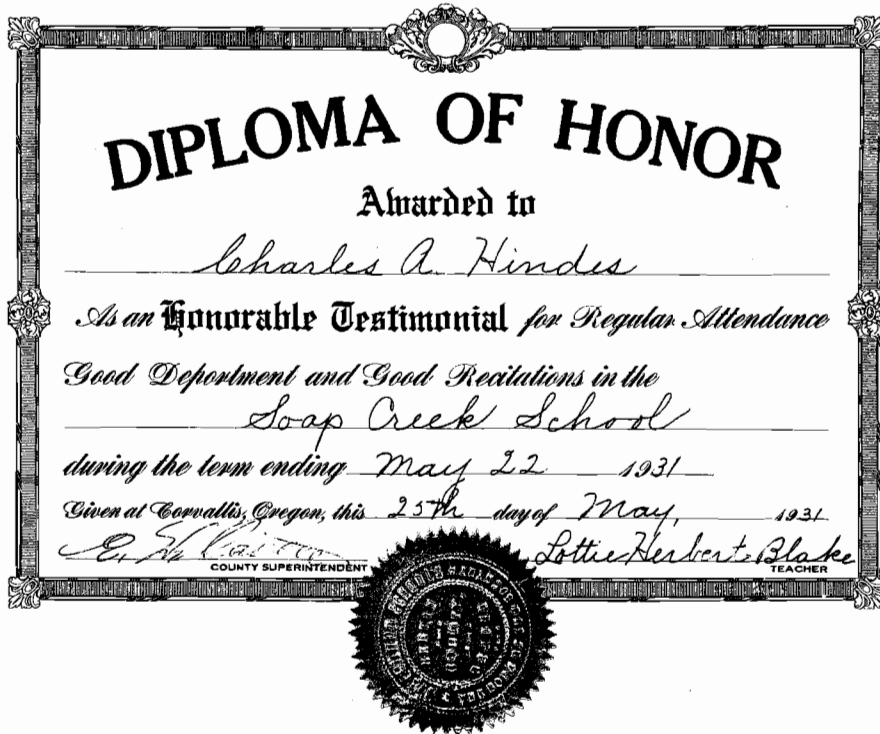 DIPLOMA OF HONOR
Awarded to
Charles A. Hindes
As an Honorable Testimonial for Regular Attendance
Good Deportment and Good Recitations in the
Soap Creek School
during the term ending May 22 1931
Given at Corvallis, Oregon, this 25th day of May, 1931
E. H. Lottie Herbert Blake
COUNTY SUPERINTENDENT TEACHER